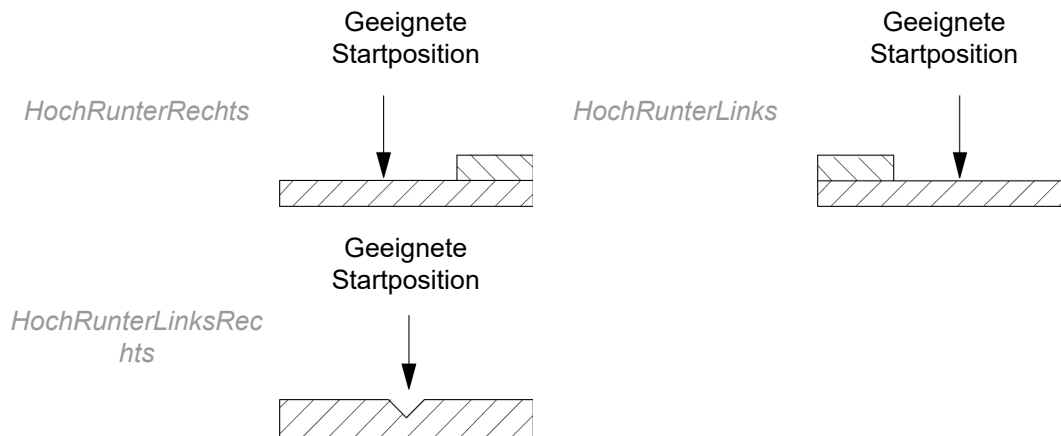 Geeignete
Startposition
HochRunterRechts
Geeignete
Startposition
HochRunterLinks
Geeignete
Startposition
HochRunterLinksRec
hts